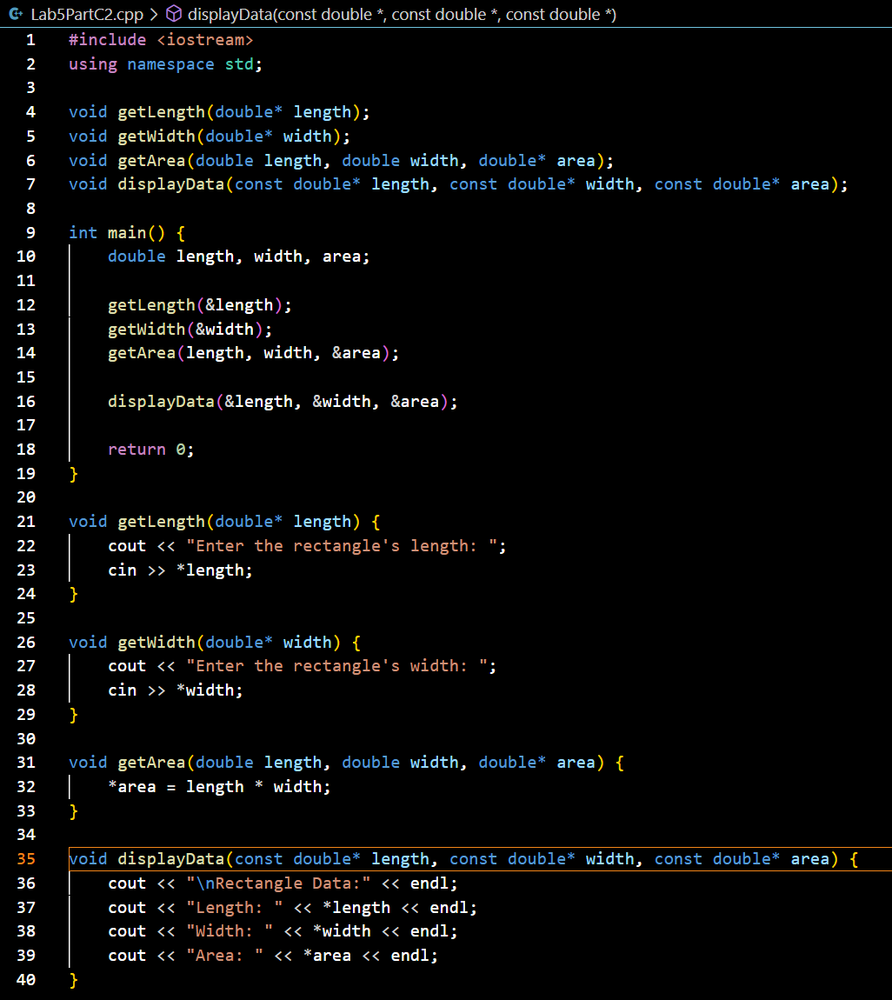 Lab5PartC2.cpp > displayData(const double *, const double *, const double *)
1 #include <iostream>
2 using namespace std;
3
4 void getLength(double* length);
5 void getWidth(double* width);
6 void getArea(double length, double width, double* area);
7 void displayData(const double* length, const double* width, const double* area);
8
9 int main() {
10     double length, width, area;
11
12     getLength(&length);
13     getWidth(&width);
14     getArea(length, width, &area);
15
16     displayData(&length, &width, &area);
17
18     return 0;
19 }
20
21 void getLength(double* length) {
22     cout << "Enter the rectangle's length: ";
23     cin >> *length;
24 }
25
26 void getWidth(double* width) {
27     cout << "Enter the rectangle's width: ";
28     cin >> *width;
29 }
30
31 void getArea(double length, double width, double* area) {
32     *area = length * width;
33 }
34
35 void displayData(const double* length, const double* width, const double* area) {
36     cout << "\nRectangle Data:" << endl;
37     cout << "Length: " << *length << endl;
38     cout << "Width: " << *width << endl;
39     cout << "Area: " << *area << endl;
40 }